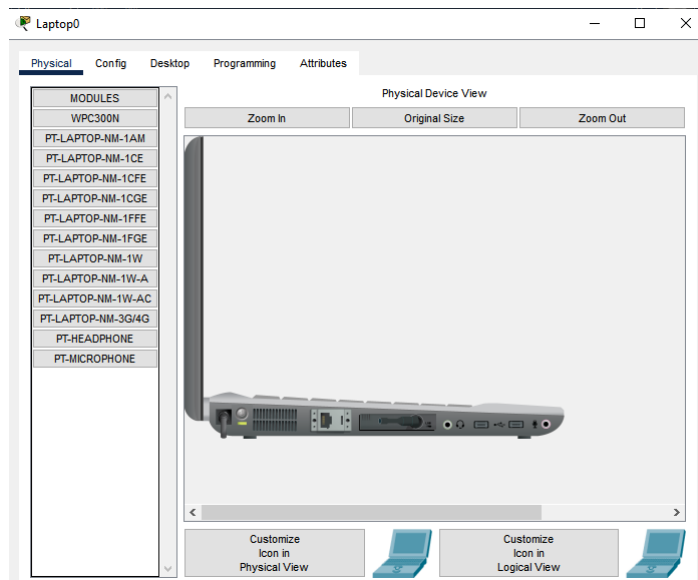 Laptop0
Physical Config Desktop Programming Attributes
MODULES
WPC300N
PT-LAPTOP-NM-1AM
PT-LAPTOP-NM-1CE
PT-LAPTOP-NM-1CFE
PT-LAPTOP-NM-1CGE
PT-LAPTOP-NM-1FFE
PT-LAPTOP-NM-1FGE
PT-LAPTOP-NM-1W
PT-LAPTOP-NM-1W-A
PT-LAPTOP-NM-1W-AC
PT-LAPTOP-NM-3G/4G
PT-HEADPHONE
PT-MICROPHONE
Physical Device View
Zoom In Original Size Zoom Out
Customize
Icon in
Physical View
Customize
Icon in
Logical View